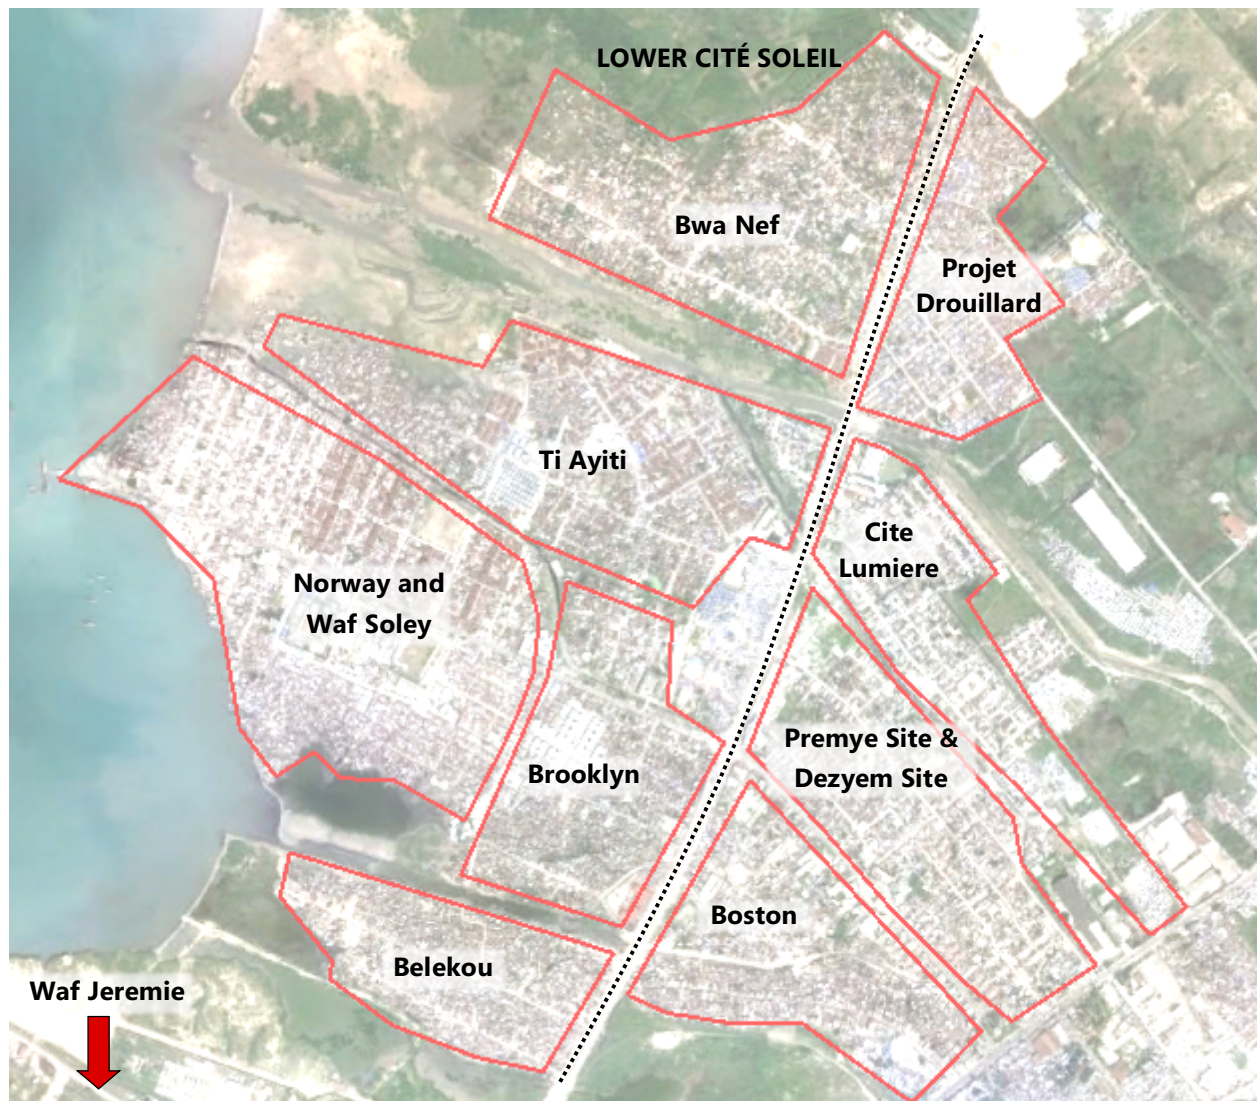 LOWER CITÉ SOLEIL
Bwa Nef
Projet
Drouillard
Ti Ayiti
Cite
Lumiere
Norway and
Waf Soley
Premye Site &
Dezyem Site
Brooklyn
Boston
Belekou
Waf Jeremie